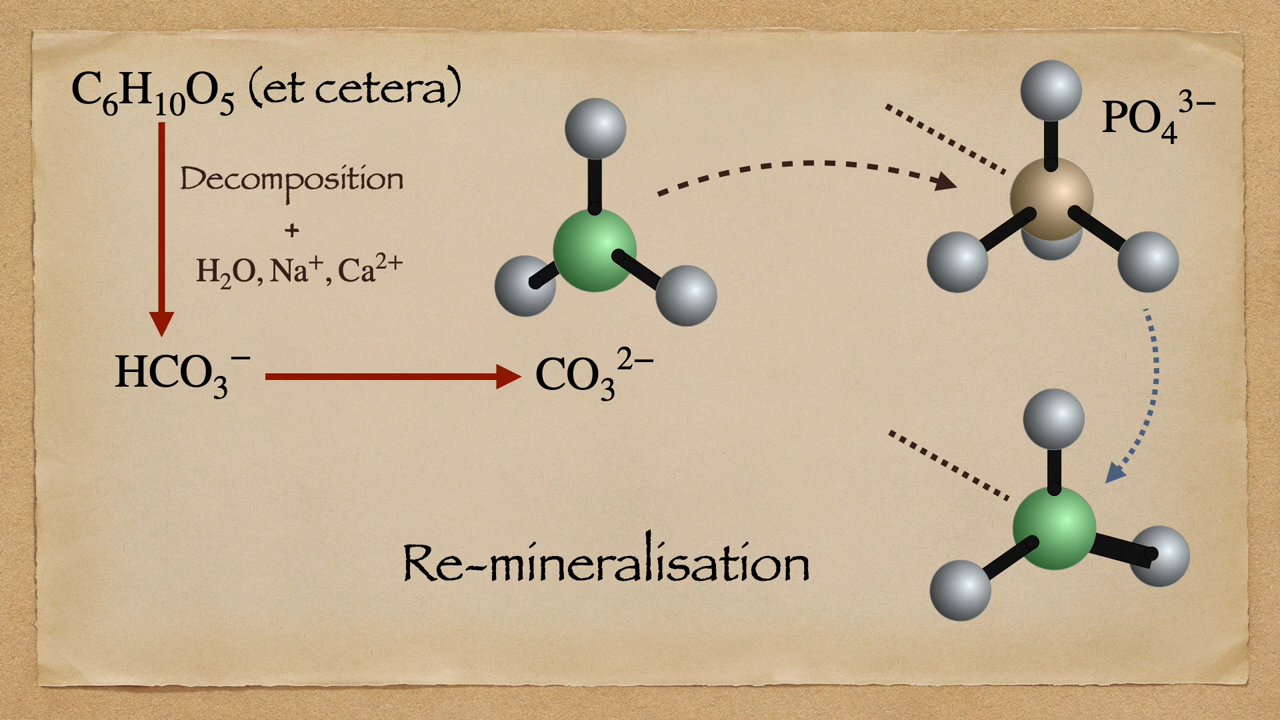 C₆H₁₀O₅ (et cetera)
PO₄³⁻
Decomposition
+
H₂O, Na⁺, Ca²⁺
HCO₃⁻
CO₃²⁻
Re-mineralisation